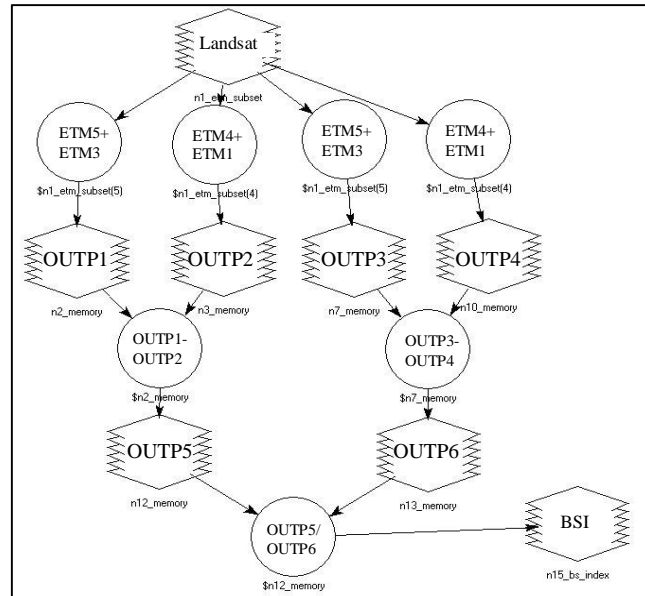 Landsat
n1_etm_subset
ETM5+
ETM3
ETM4+
ETM1
ETM5+
ETM3
ETM4+
ETM1
$n1_etm_subset(5)
$n1_etm_subset(4)
$n1_etm_subset(5)
$n1_etm_subset(4)
OUTP1
OUTP2
OUTP3
OUTP4
n2_memory
n3_memory
n7_memory
n10_memory
OUTP1-
OUTP2
OUTP3-
OUTP4
$n2_memory
$n7_memory
OUTP5
OUTP6
n12_memory
n13_memory
OUTP5/
OUTP6
BSI
$n12_memory
n15_bs_index